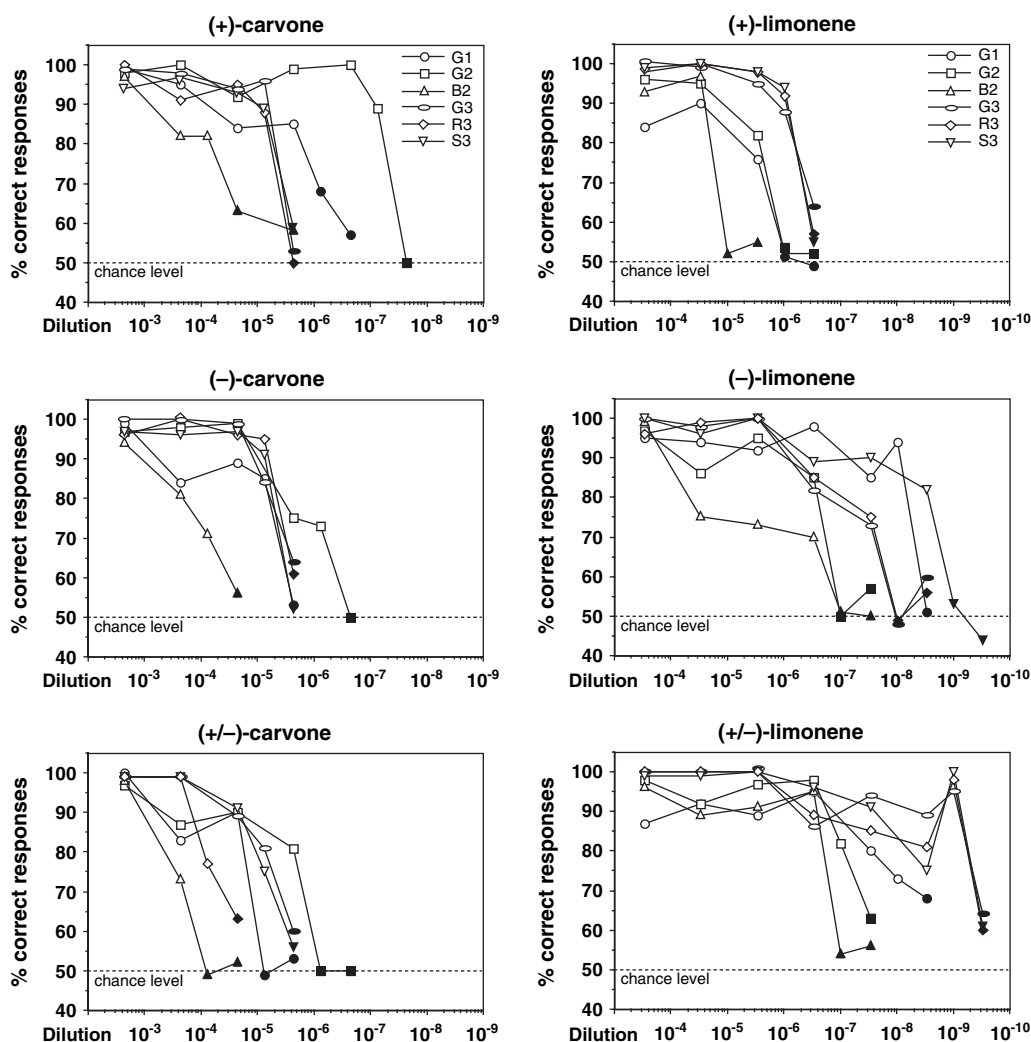 (+)-carvone
% correct responses
100
90
80
70
60
50
40
chance level
G1
G2
B2
G3
R3
S3
Dilution 10-3 10-4 10-5 10-6 10-7 10-8 10-9
(+)-limonene
% correct responses
100
90
80
70
60
50
40
chance level
G1
G2
B2
G3
R3
S3
Dilution 10-4 10-5 10-6 10-7 10-8 10-9 10-10
(–)-carvone
% correct responses
100
90
80
70
60
50
40
chance level
Dilution 10-3 10-4 10-5 10-6 10-7 10-8 10-9
(–)-limonene
% correct responses
100
90
80
70
60
50
40
chance level
Dilution 10-4 10-5 10-6 10-7 10-8 10-9 10-10
(+/–)-carvone
% correct responses
100
90
80
70
60
50
40
chance level
Dilution 10-3 10-4 10-5 10-6 10-7 10-8 10-9
(+/–)-limonene
% correct responses
100
90
80
70
60
50
40
chance level
Dilution 10-4 10-5 10-6 10-7 10-8 10-9 10-10